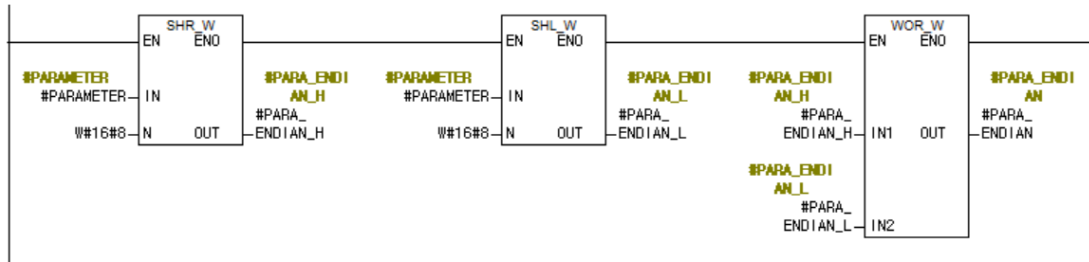 SHR_W
EN ENO
#PARAMETER
#PARAMETER
IN
W#16#8
N OUT
#PARA_ENDI
AN_H
#PARA_
ENDIAN_H
SHL_W
EN ENO
#PARAMETER
#PARAMETER
IN
W#16#8
N OUT
#PARA_ENDI
AN_L
#PARA_
ENDIAN_L
WOR_W
EN ENO
#PARA_ENDI
AN_H
#PARA_
ENDIAN_H
IN1 OUT
#PARA_ENDI
AN_L
#PARA_
ENDIAN_L
IN2
#PARA_ENDI
AN
#PARA_
ENDIAN